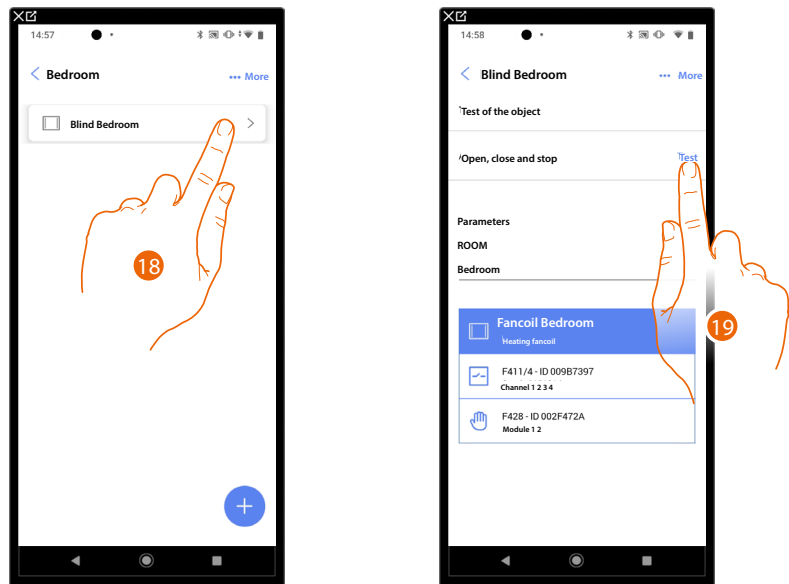 14:57
Bedroom
••• More
Blind Bedroom
18
14:58
Blind Bedroom
••• More
Test of the object
Open, close and stop
Test
Parameters
ROOM
Bedroom
Fancoil Bedroom
Heating fancoil
F411/4 - ID 009B7397
Channel 1 2 3 4
F428 - ID 002F472A
Module 1 2
19